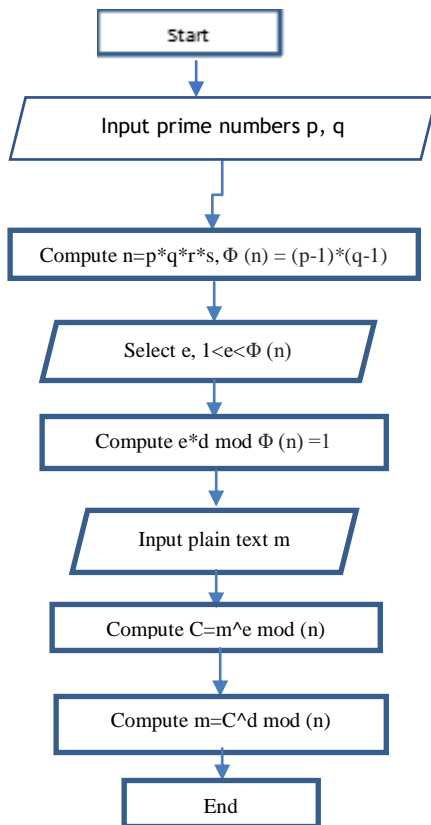 Start
Input prime numbers p, q
Compute n=p*q*r*s, Φ (n) = (p-1)*(q-1)
Select e, 1<e<Φ (n)
Compute e*d mod Φ (n) =1
Input plain text m
Compute C=m^e mod (n)
Compute m=C^d mod (n)
End